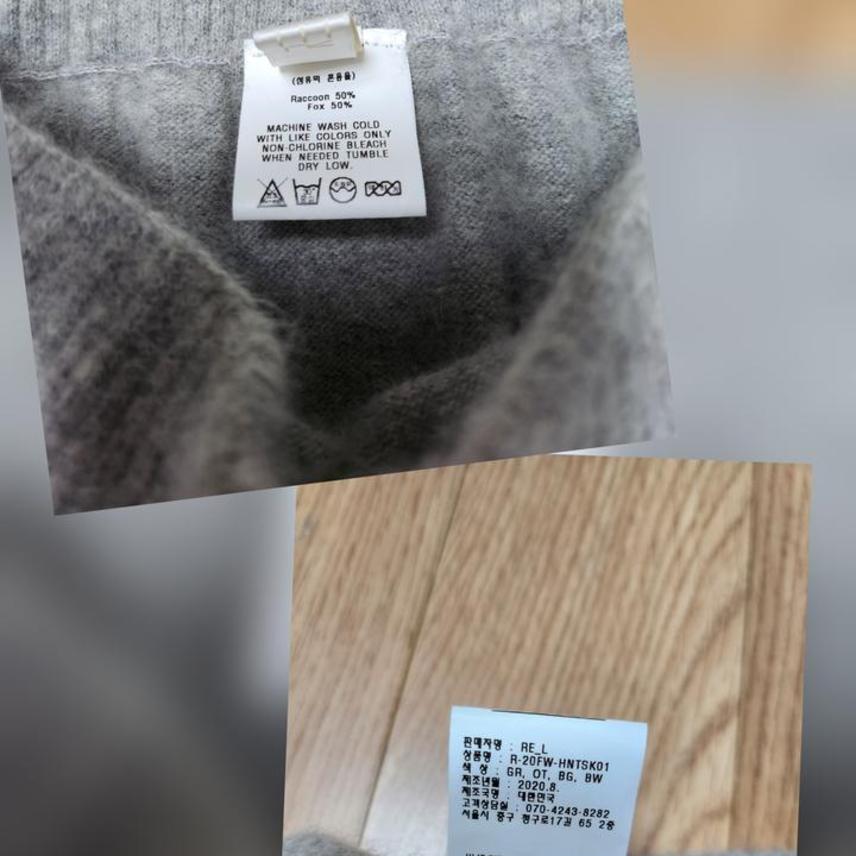 (섬유의 혼용율)
Raccoon 50%
Fox 50%
MACHINE WASH COLD
WITH LIKE COLORS ONLY
NON-CHLORINE BLEACH
WHEN NEEDED TUMBLE
DRY LOW.
판매자명 : RE_L
상품명 : R-20FW-HNTSK01
색 상 : GR, OT, BG, BW
제조년월 : 2020.8.
제조국명 : 대한민국
고객상담실 : 070-4243-8282
서울시 중구 청구로17길 65 2층